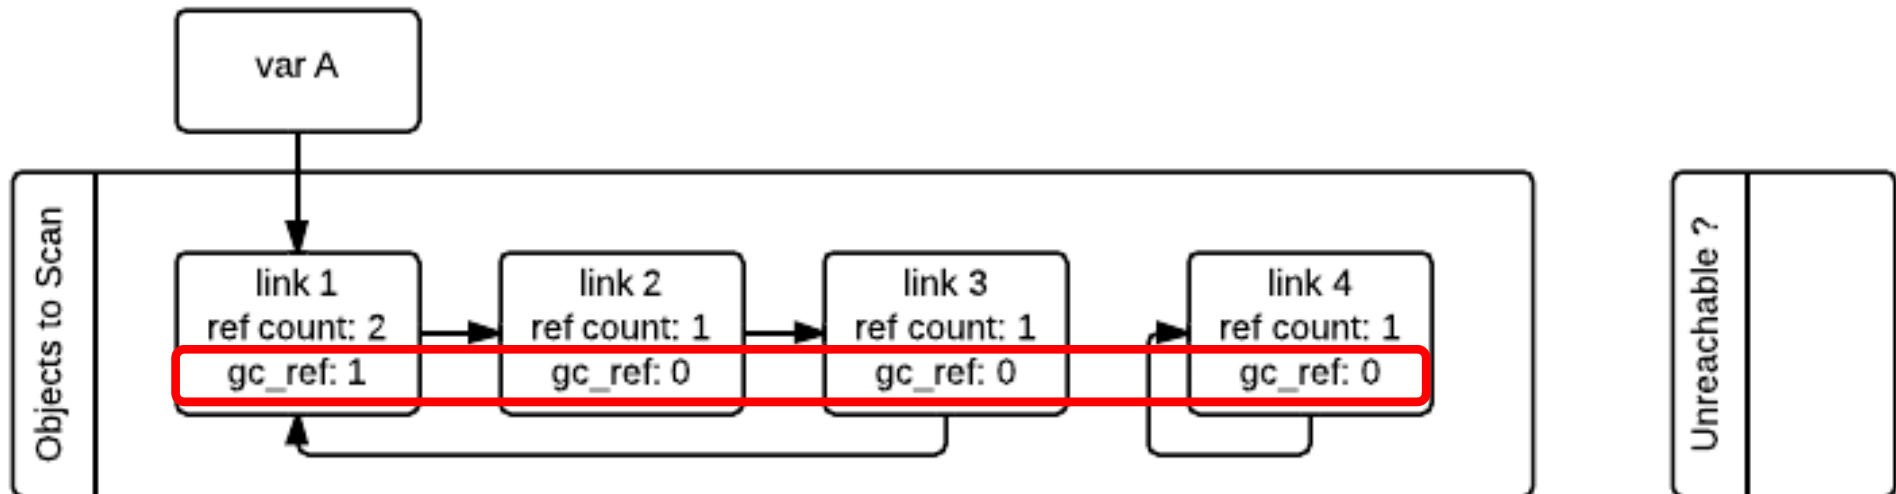 var A
Objects to Scan
link 1
ref count: 2
gc_ref: 1
link 2
ref count: 1
gc_ref: 0
link 3
ref count: 1
gc_ref: 0
link 4
ref count: 1
gc_ref: 0
Unreachable ?